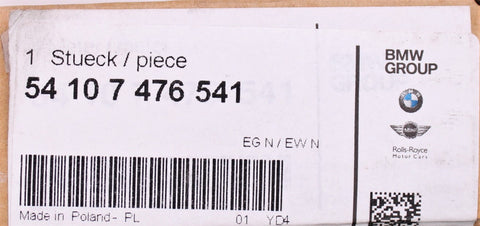 1 Stueck / piece
54 10 7 476 541
EG N / EW N
Made in Poland - PL
01 YD4
BMW
GROUP
MINI
Rolls-Royce
Motor Cars